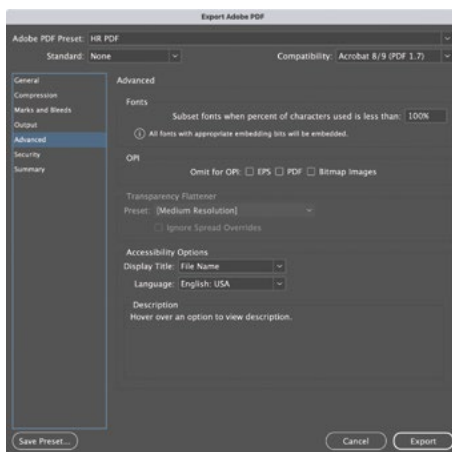 Export Adobe PDF
Adobe PDF Preset: HR PDF
Standard: None
Compatibility: Acrobat 8/9 (PDF 1.7)
General
Compression
Marks and Bleeds
Output
Advanced
Security
Summary
Advanced
Fonts
Subset fonts when percent of characters used is less than: 100%
All fonts with appropriate embedding bits will be embedded.
OPI
Omit for OPI: EPS PDF Bitmap Images
Transparency Flattener
Preset: [Medium Resolution]
Ignore Spread Overrides
Accessibility Options
Display Title: File Name
Language: English: USA
Description
Hover over an option to view description.
Save Preset...
Cancel
Export